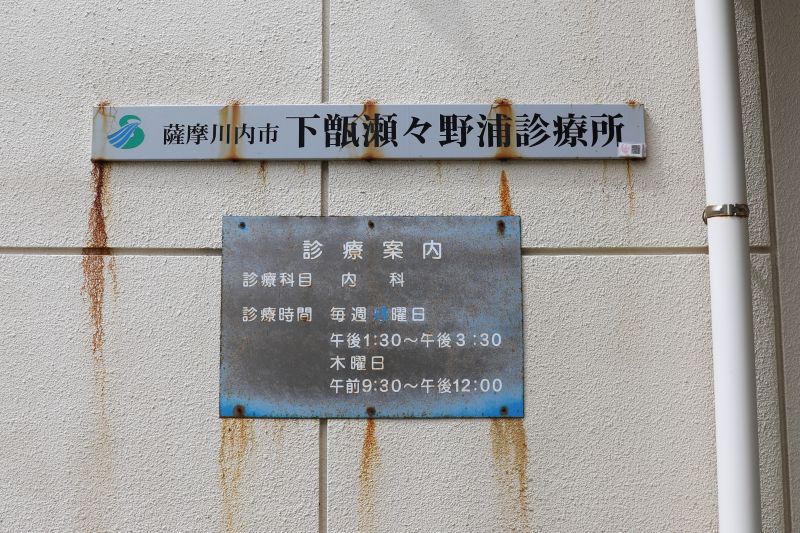 薩摩川内市 下甑瀬々野浦診療所
診療案内
診療科目 内科
診療時間 毎週 曜日
午後1:30～午後3:30
木曜日
午前9:30～午後12:00